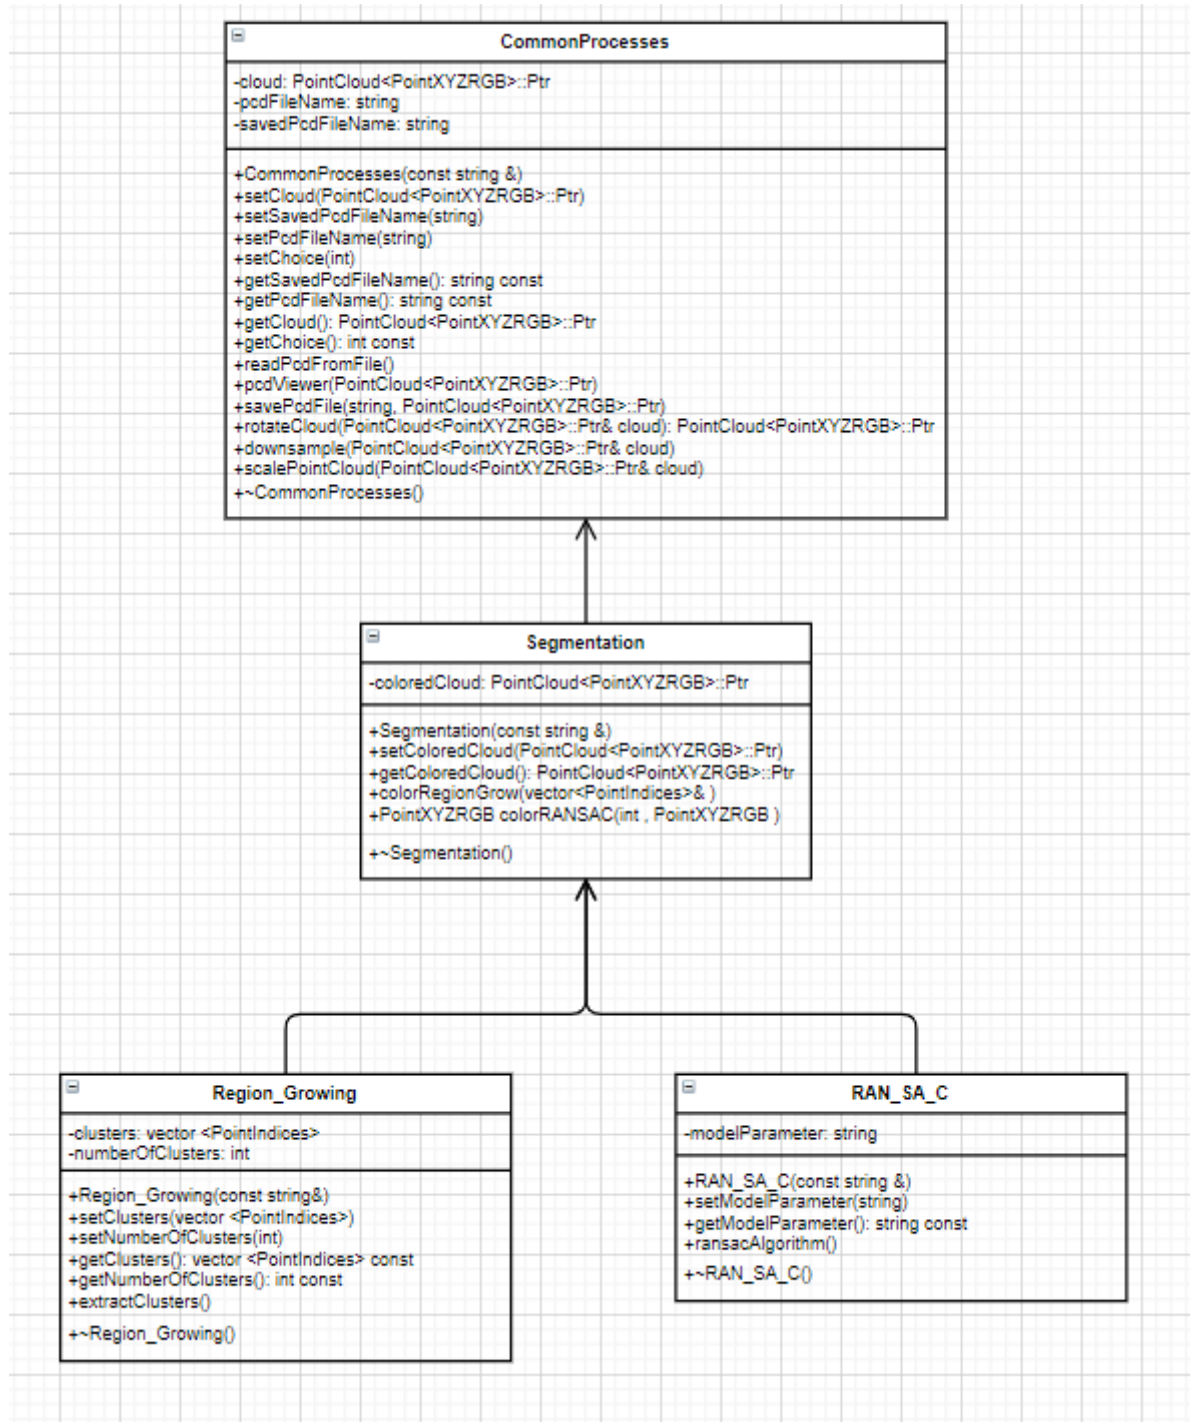 CommonProcesses
-cloud: PointCloud<PointXYZRGB>::Ptr
-pcdFileName: string
-savedPcdFileName: string
+CommonProcesses(const string &)
+setCloud(PointCloud<PointXYZRGB>::Ptr)
+setSavedPcdFileName(string)
+setPcdFileName(string)
+setChoice(int)
+getSavedPcdFileName(): string const
+getPcdFileName(): string const
+getCloud(): PointCloud<PointXYZRGB>::Ptr
+getChoice(): int const
+readPcdFromFile()
+pcdViewer(PointCloud<PointXYZRGB>::Ptr)
+savePcdFile(string, PointCloud<PointXYZRGB>::Ptr)
+rotateCloud(PointCloud<PointXYZRGB>::Ptr& cloud): PointCloud<PointXYZRGB>::Ptr
+downsample(PointCloud<PointXYZRGB>::Ptr& cloud)
+scalePointCloud(PointCloud<PointXYZRGB>::Ptr& cloud)
+~CommonProcesses()
Segmentation
-coloredCloud: PointCloud<PointXYZRGB>::Ptr
+Segmentation(const string &)
+setColoredCloud(PointCloud<PointXYZRGB>::Ptr)
+getColoredCloud(): PointCloud<PointXYZRGB>::Ptr
+colorRegionGrow(vector<PointIndices>& )
+PointXYZRGB colorRANSAC(int , PointXYZRGB )
+~Segmentation()
Region_Growing
-clusters: vector <PointIndices>
-numberOfClusters: int
+Region_Growing(const string&)
+setClusters(vector <PointIndices>)
+setNumberOfClusters(int)
+getClusters(): vector <PointIndices> const
+getNumberOfClusters(): int const
+extractClusters()
+~Region_Growing()
RAN_SA_C
-modelParameter: string
+RAN_SA_C(const string &)
+setModelParameter(string)
+getModelParameter(): string const
+ransacAlgorithm()
+~RAN_SA_C()